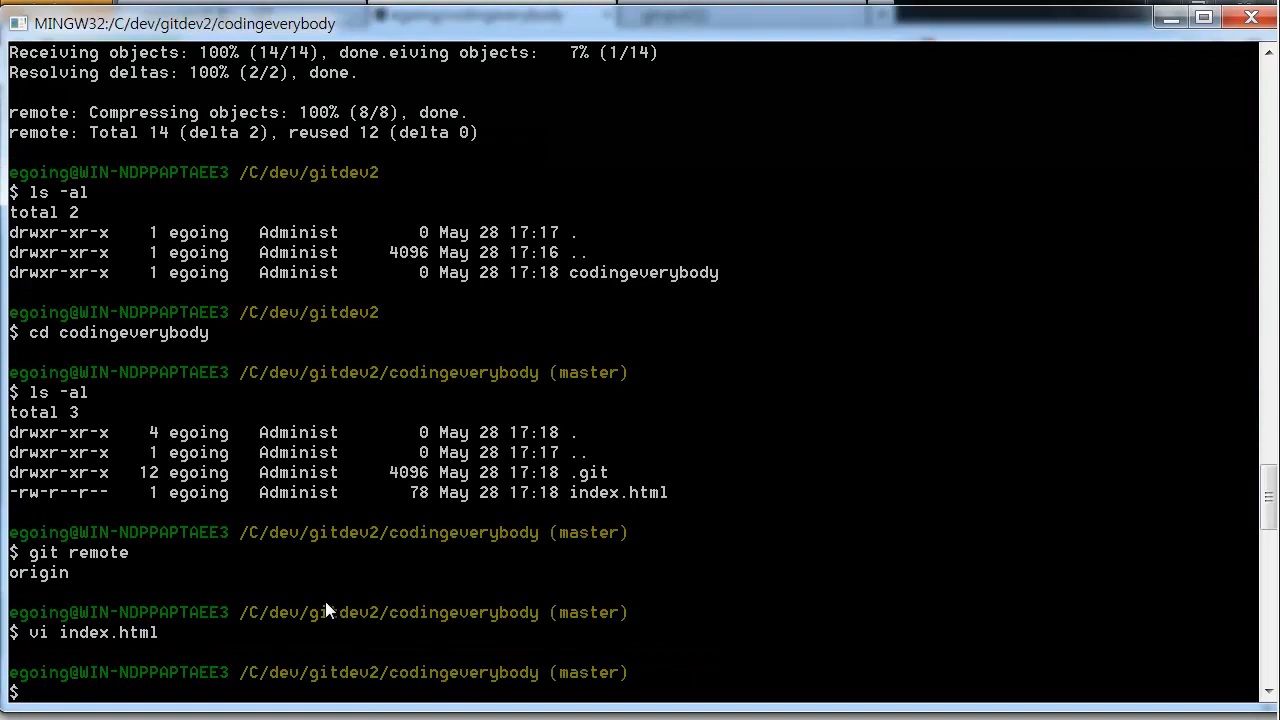 MINGW32:/C/dev/gitdev2/codingeverybody
Receiving objects: 100% (14/14), done.eiving objects:   7% (1/14)
Resolving deltas: 100% (2/2), done.
remote: Compressing objects: 100% (8/8), done.
remote: Total 14 (delta 2), reused 12 (delta 0)
egoing@WIN-NDPPAPTAEE3 /C/dev/gitdev2
$ ls -al
total 2
drwxr-xr-x    1 egoing   Administ        0 May 28 17:17 .
drwxr-xr-x    1 egoing   Administ     4096 May 28 17:16 ..
drwxr-xr-x    1 egoing   Administ        0 May 28 17:18 codingeverybody
egoing@WIN-NDPPAPTAEE3 /C/dev/gitdev2
$ cd codingeverybody
egoing@WIN-NDPPAPTAEE3 /C/dev/gitdev2/codingeverybody (master)
$ ls -al
total 3
drwxr-xr-x    4 egoing   Administ        0 May 28 17:18 .
drwxr-xr-x    1 egoing   Administ        0 May 28 17:17 ..
drwxr-xr-x   12 egoing   Administ     4096 May 28 17:18 .git
-rw-r--r--    1 egoing   Administ       78 May 28 17:18 index.html
egoing@WIN-NDPPAPTAEE3 /C/dev/gitdev2/codingeverybody (master)
$ git remote
origin
egoing@WIN-NDPPAPTAEE3 /C/dev/gitdev2/codingeverybody (master)
$ vi index.html
egoing@WIN-NDPPAPTAEE3 /C/dev/gitdev2/codingeverybody (master)
$